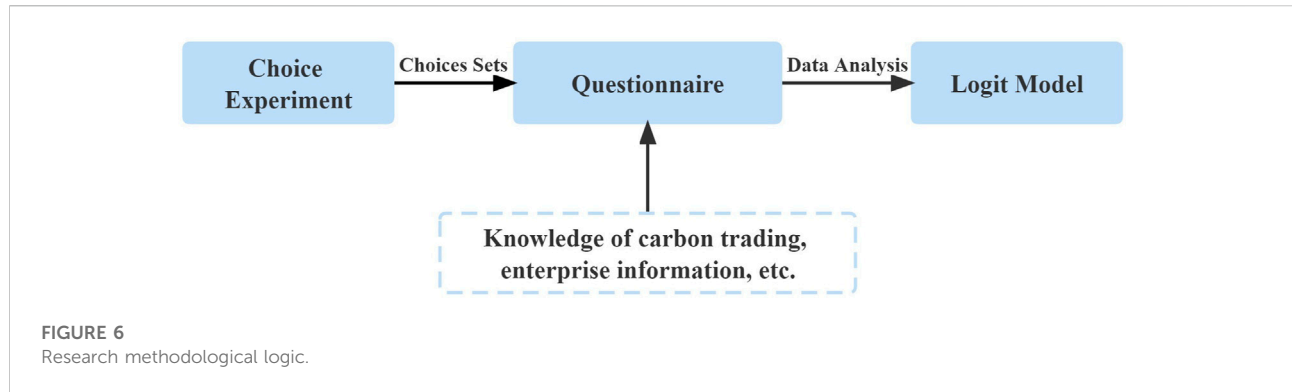 Choice
Experiment
Choices Sets
Questionnaire
Data Analysis
Logit Model
Knowledge of carbon trading,
enterprise information, etc.
FIGURE 6
Research methodological logic.